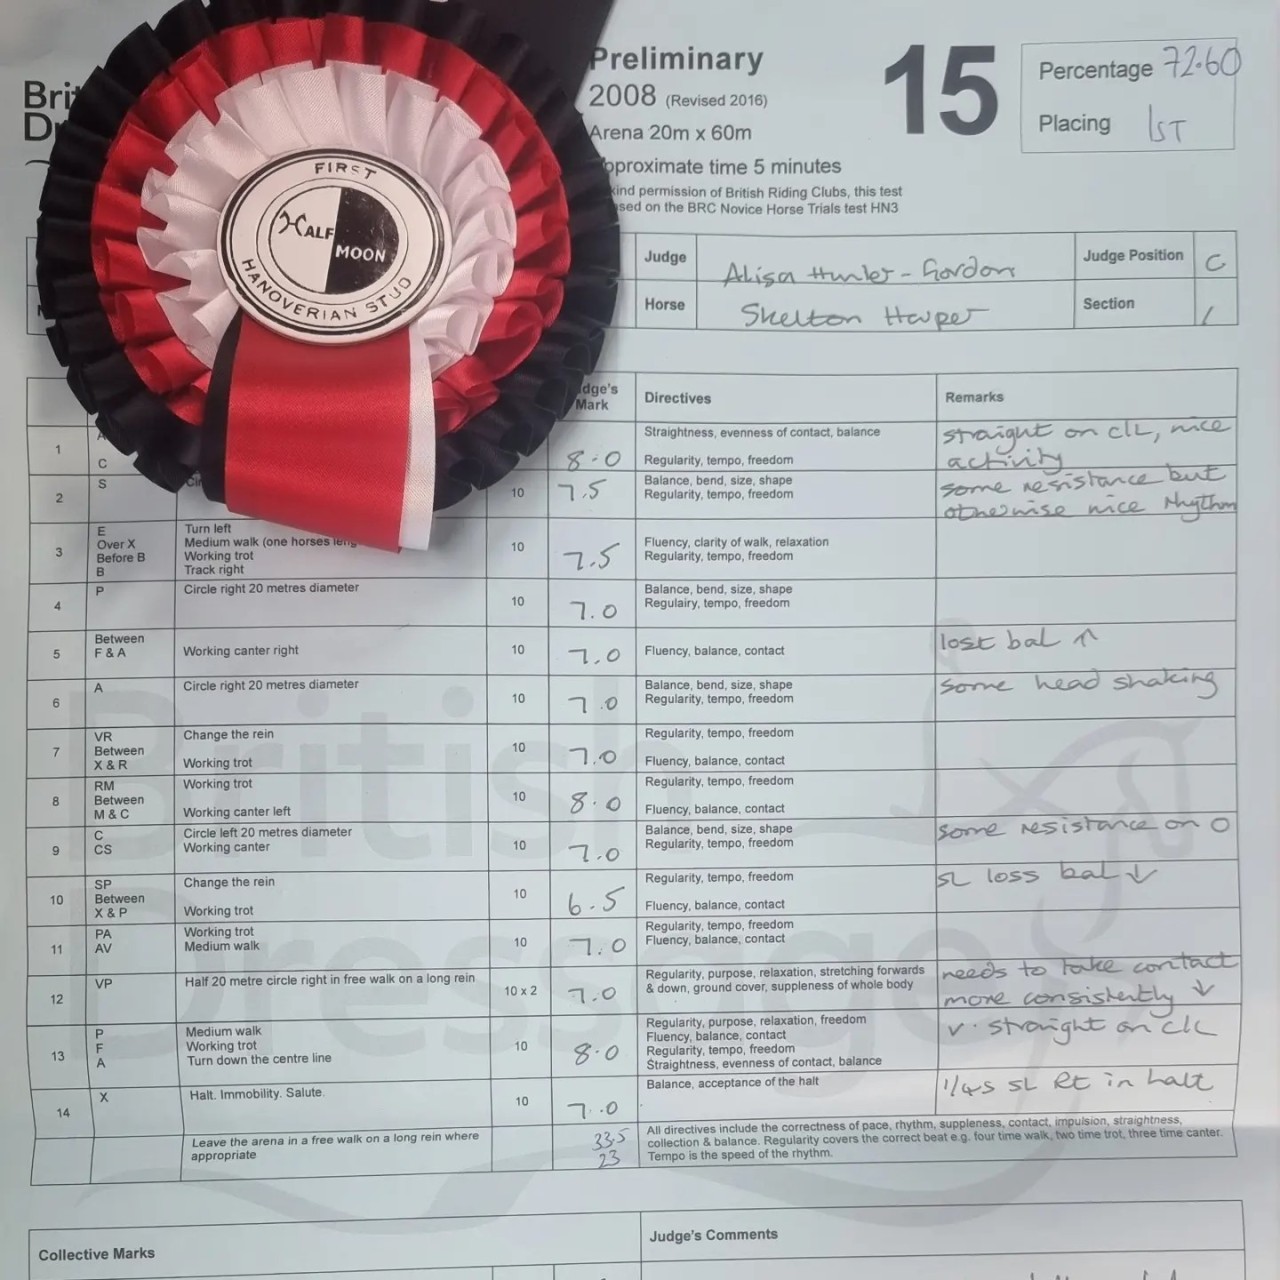 Preliminary
15
Percentage 72.60
2008 (Revised 2016)
Placing 1ST
Arena 20m x 60m
pproximate time 5 minutes
kind permission of British Riding Clubs, this test
sed on the BRC Novice Horse Trials test HN3
Brit
Dr
FIRST
HALF
MOON
HANOVERIAN STUD
Judge Alisa Hunter-Gordon Judge Position C
Horse Skelton Harper Section 1
dge's
Mark
Directives
Remarks
1 A C 8.0 Straightness, evenness of contact, balance
Regularity, tempo, freedom
straight on c/L, nice
activity
2 S Cir 10 7.5 Balance, bend, size, shape
Regularity, tempo, freedom
some resistance but
otherwise nice rhythm
3 E Turn left
Over X Medium walk (one horses leng
Before B Working trot
B Track right
10 7.5 Fluency, clarity of walk, relaxation
Regularity, tempo, freedom
4 P Circle right 20 metres diameter 10 7.0 Balance, bend, size, shape
Regulairy, tempo, freedom
5 Between
F & A Working canter right 10 7.0 Fluency, balance, contact
lost bal ↑
6 A Circle right 20 metres diameter 10 7.0 Balance, bend, size, shape
Regularity, tempo, freedom
some head shaking
7 VR Change the rein
Between
X & R Working trot
10 7.0 Regularity, tempo, freedom
Fluency, balance, contact
8 RM Working trot
Between
M & C Working canter left
10 8.0 Regularity, tempo, freedom
Fluency, balance, contact
9 C Circle left 20 metres diameter
CS Working canter
10 7.0 Balance, bend, size, shape
Regularity, tempo, freedom
some resistance on O
10 SP Change the rein
Between
X & P Working trot
10 6.5 Regularity, tempo, freedom
Fluency, balance, contact
SL loss bal ↓
11 PA Working trot
AV Medium walk
10 7.0 Regularity, tempo, freedom
Fluency, balance, contact
12 VP Half 20 metre circle right in free walk on a long rein 10 x 2 7.0 Regularity, purpose, relaxation, stretching forwards
& down, ground cover, suppleness of whole body
needs to take contact
more consistently ↓
13 P Medium walk
F Working trot
A Turn down the centre line
10 8.0 Regularity, purpose, relaxation, freedom
Fluency, balance, contact
Regularity, tempo, freedom
Straightness, evenness of contact, balance
v. straight on c/L
14 X Halt. Immobility. Salute. 10 7.0 Balance, acceptance of the halt
1/4s SL Rt in halt
Leave the arena in a free walk on a long rein where
appropriate
33.5
23
All directives include the correctness of pace, rhythm, suppleness, contact, impulsion, straightness,
collection & balance. Regularity covers the correct beat e.g. four time walk, two time trot, three time canter.
Tempo is the speed of the rhythm.
British
Dressage
Collective Marks
Judge's Comments